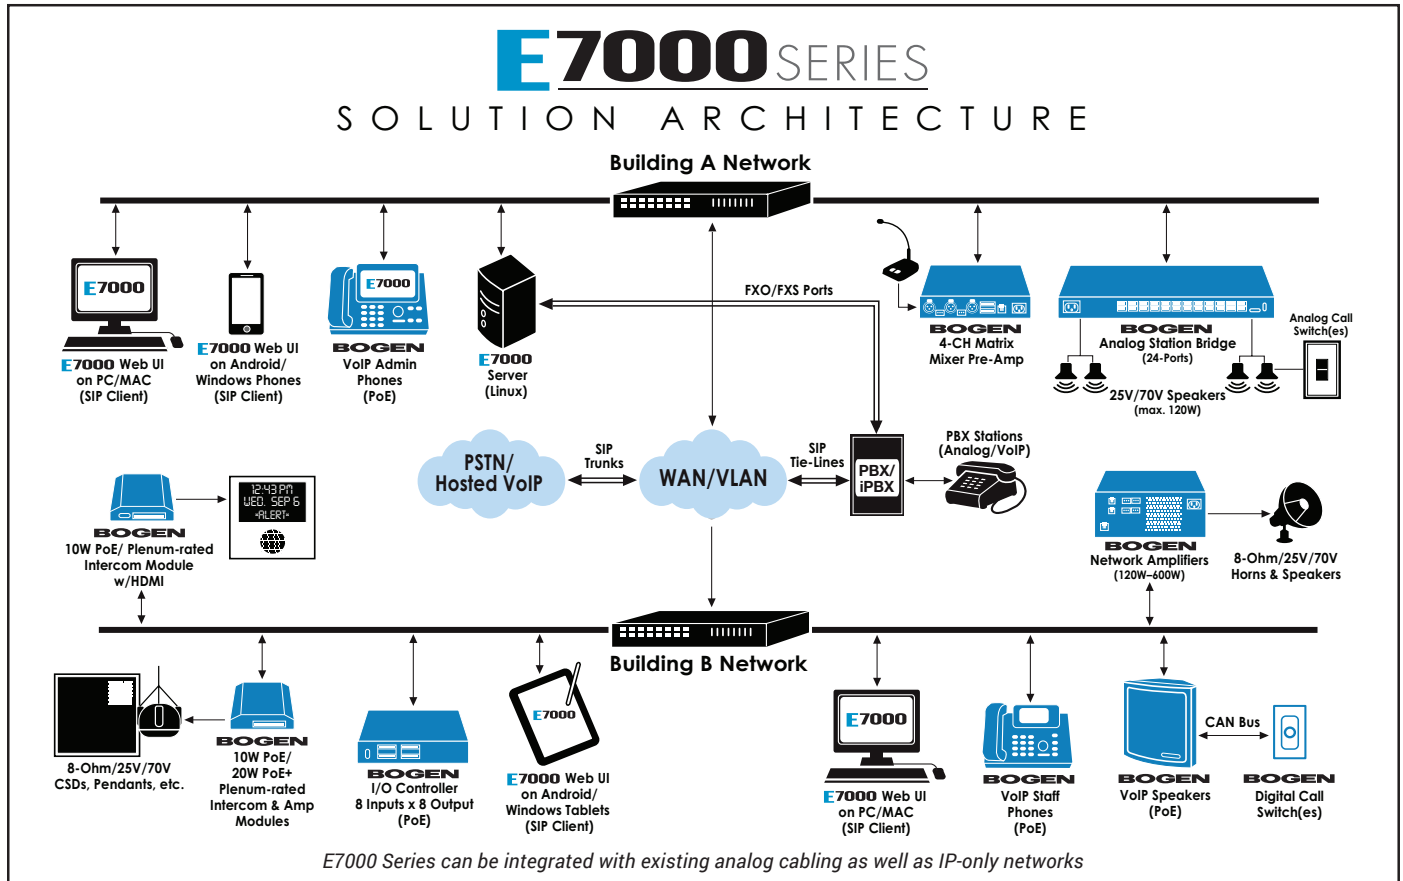 E7000 SERIES
SOLUTION ARCHITECTURE
Building A Network
E7000
E7000 Web UI
on PC/MAC
(SIP Client)
E7000 Web UI
on Android/
Windows Phones
(SIP Client)
E7000
BOGEN
VoIP Admin
Phones
(PoE)
E7000
Server
(Linux)
FXO/FXS Ports
BOGEN
4-CH Matrix
Mixer Pre-Amp
BOGEN
Analog Station Bridge
(24-Ports)
25V/70V Speakers
(max. 120W)
Analog Call
Switch(es)
PSTN/
Hosted VoIP
SIP
Trunks
WAN/VLAN
SIP
Tie-Lines
PBX/
iPBX
PBX Stations
(Analog/VoIP)
BOGEN
10W PoE/ Plenum-rated
Intercom Module
w/HDMI
12:43 PM
WED. SEP 6
*ALERT*
BOGEN
Network Amplifiers
(120W–600W)
8-Ohm/25V/70V
Horns & Speakers
Building B Network
8-Ohm/25V/70V
CSDs, Pendants, etc.
BOGEN
10W PoE/
20W PoE+
Plenum-rated
Intercom & Amp
Modules
BOGEN
I/O Controller
8 Inputs x 8 Output
(PoE)
E7000
E7000 Web UI
on Android/
Windows Tablets
(SIP Client)
E7000
E7000 Web UI
on PC/MAC
(SIP Client)
BOGEN
VoIP Staff
Phones
(PoE)
BOGEN
VoIP Speakers
(PoE)
CAN Bus
BOGEN
Digital Call
Switch(es)
E7000 Series can be integrated with existing analog cabling as well as IP-only networks